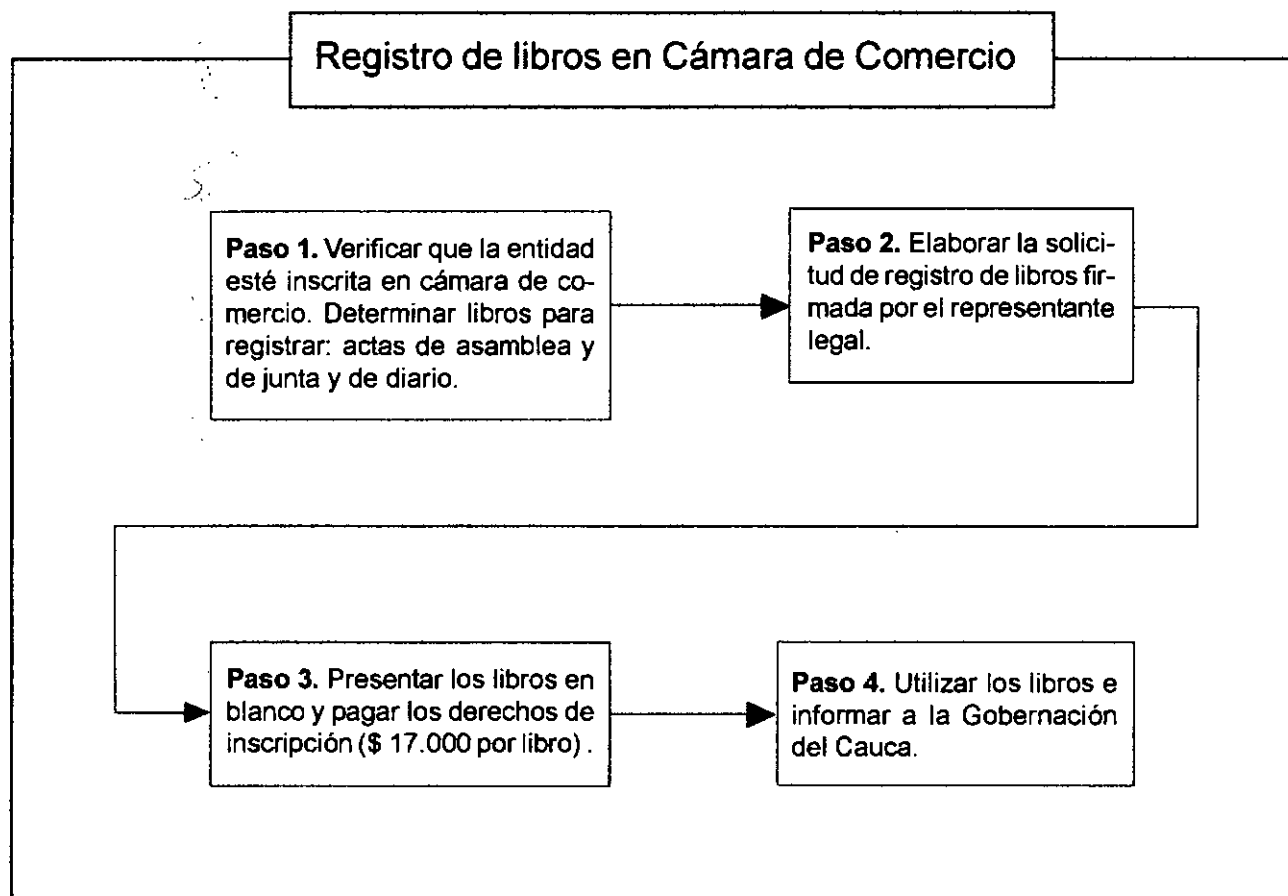 Registro de libros en Cámara de Comercio
Paso 1. Verificar que la entidad
esté inscrita en cámara de co-
mercio. Determinar libros para
registrar: actas de asamblea y
de junta y de diario.
Paso 2. Elaborar la solici-
tud de registro de libros fir-
mada por el representante
legal.
Paso 3. Presentar los libros en
blanco y pagar los derechos de
inscripción ($ 17.000 por libro) .
Paso 4. Utilizar los libros e
informar a la Gobernación
del Cauca.